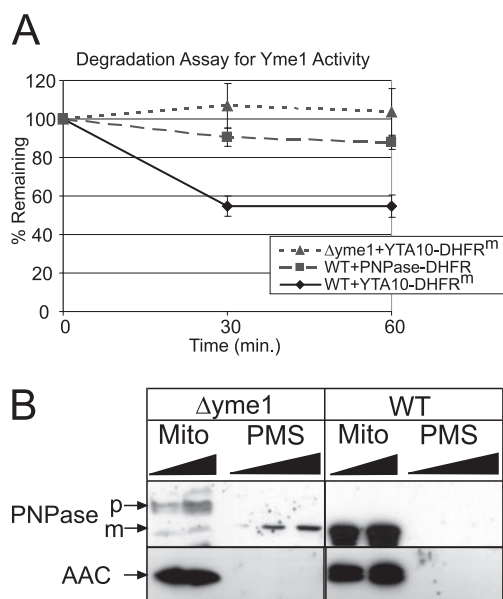 A
Degradation Assay for Yme1 Activity
120
100
80
60
40
20
0
% Remaining
0 30 60
Time (min.)
Δyme1+YTA10-DHFRᵐ
WT+PNPase-DHFR
WT+YTA10-DHFRᵐ
B
Δyme1 WT
Mito PMS Mito PMS
PNPase p
m
AAC